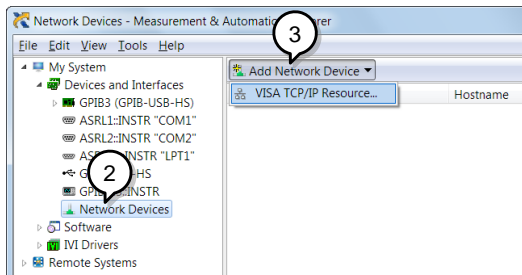 Network Devices - Measurement & Automati rer
3
File Edit View Tools Help
My System
Devices and Interfaces
GPIB3 (GPIB-USB-HS)
ASRL1::INSTR "COM1"
ASRL2::INSTR "COM2"
INSTR "LPT1"
2
HS
INSTR
Network Devices
Software
IVI Drivers
Remote Systems
Add Network Device
VISA TCP/IP Resource...
Hostname